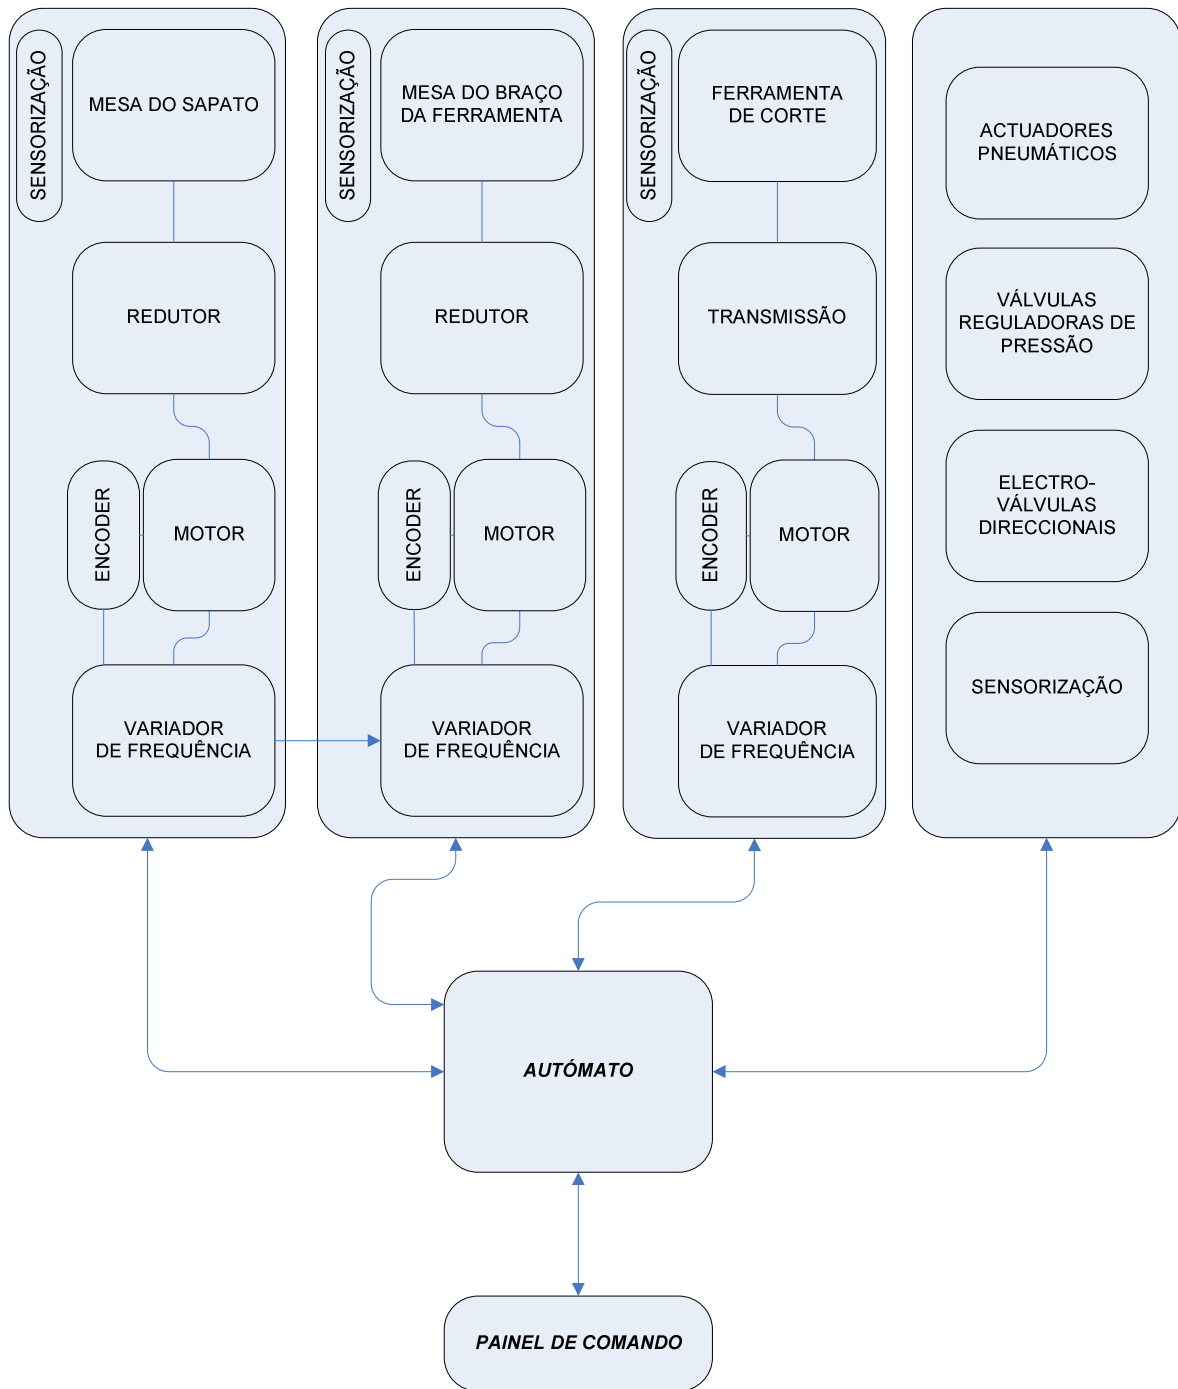 SENSORIZAÇÃO
MESA DO SAPATO
REDUTOR
ENCODER
MOTOR
VARIADOR
DE FREQUÊNCIA
SENSORIZAÇÃO
MESA DO BRAÇO
DA FERRAMENTA
REDUTOR
ENCODER
MOTOR
VARIADOR
DE FREQUÊNCIA
SENSORIZAÇÃO
FERRAMENTA
DE CORTE
TRANSMISSÃO
ENCODER
MOTOR
VARIADOR
DE FREQUÊNCIA
ACTUADORES
PNEUMÁTICOS
VÁLVULAS
REGULADORAS DE
PRESSÃO
ELECTRO-
VÁLVULAS
DIRECCIONAIS
SENSORIZAÇÃO
AUTÓMATO
PAINEL DE COMANDO